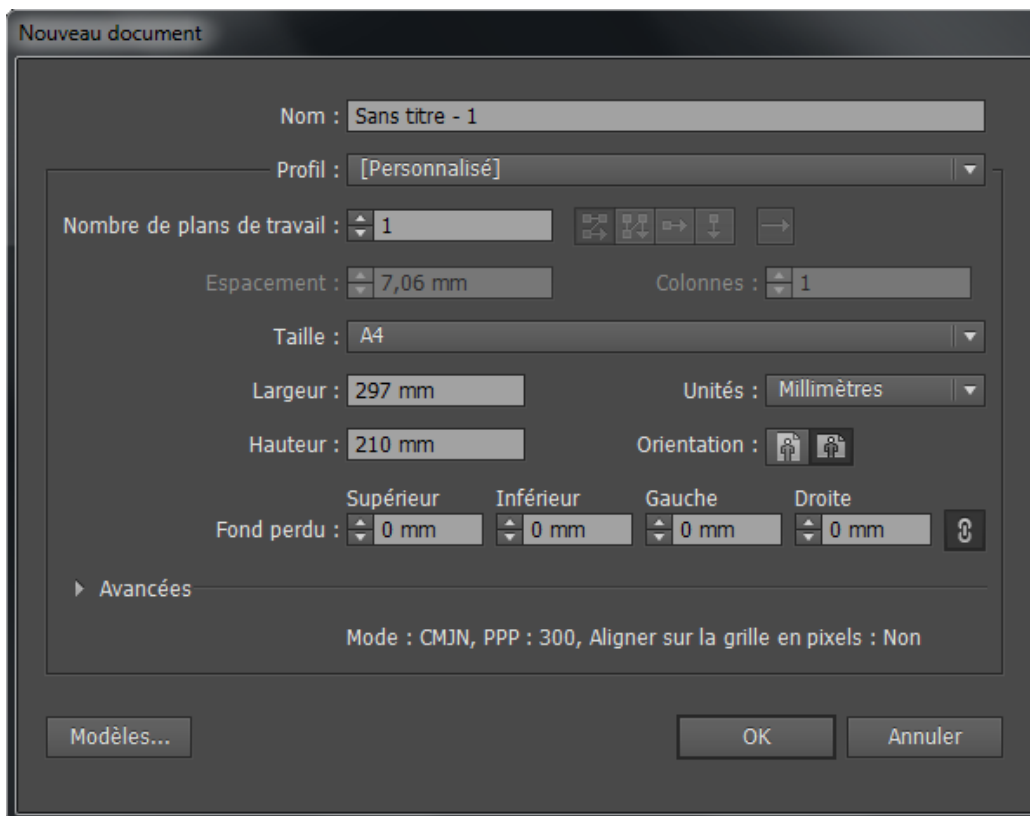 Nouveau document
Nom : Sans titre - 1
Profil : [Personnalisé]
Nombre de plans de travail : 1
Espacement : 7,06 mm Colonnes : 1
Taille : A4
Largeur : 297 mm Unités : Millimètres
Hauteur : 210 mm Orientation :
Supérieur Inférieur Gauche Droite
Fond perdu : 0 mm 0 mm 0 mm 0 mm
Avancées
Mode : CMJN, PPP : 300, Aligner sur la grille en pixels : Non
Modèles... OK Annuler